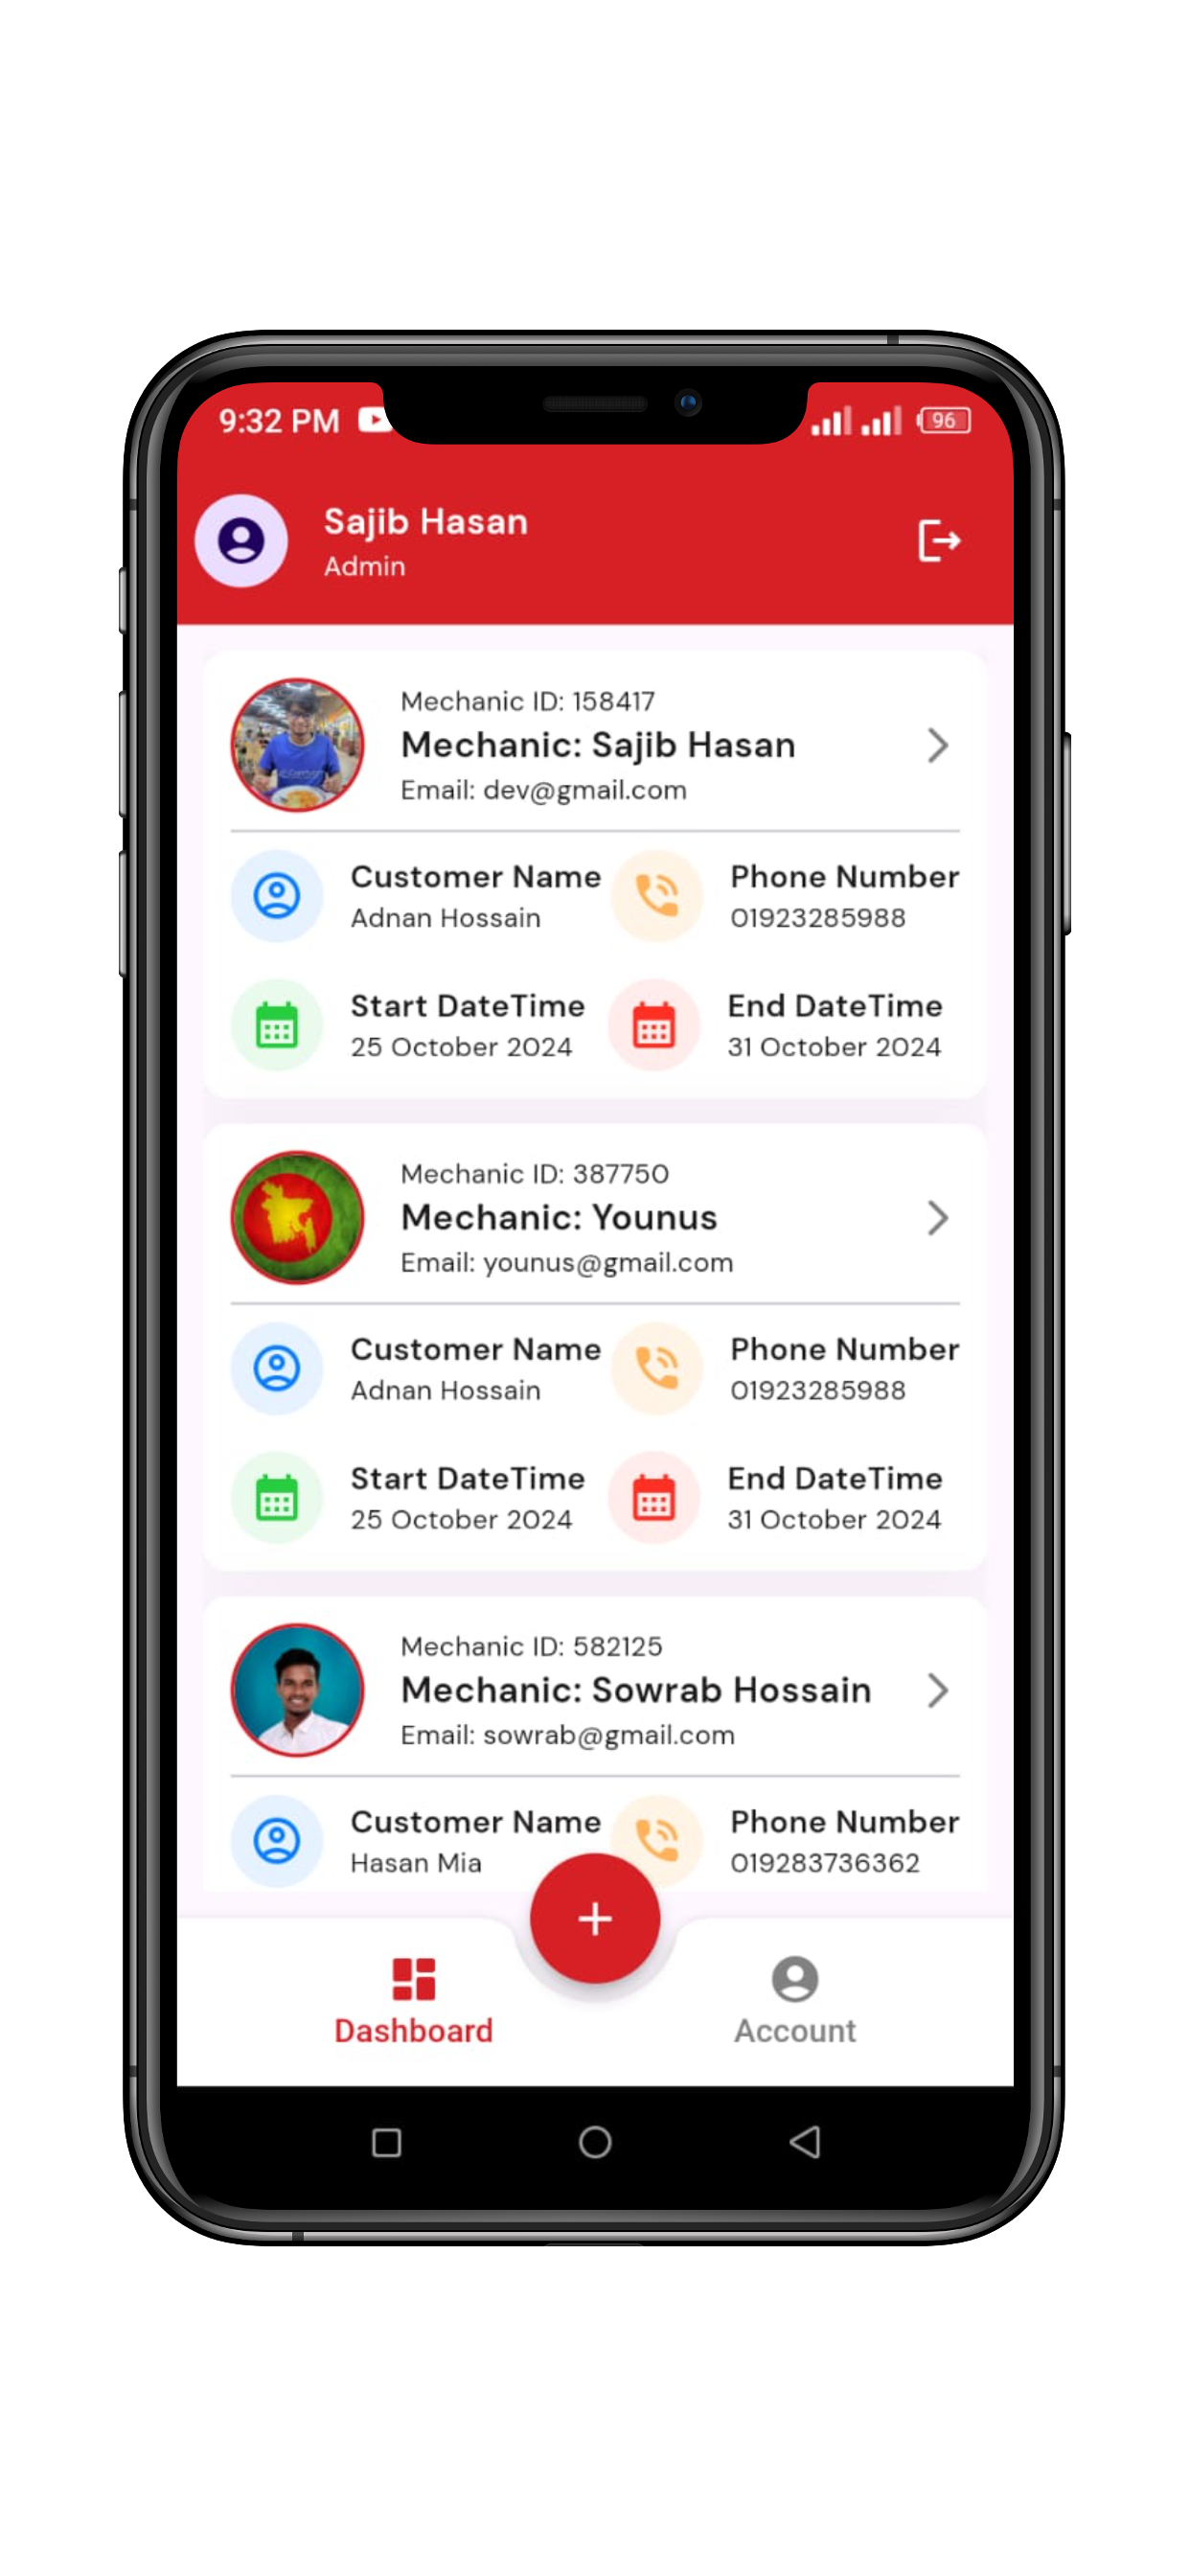 9:32 PM
96
Sajib Hasan
Admin
Mechanic ID: 158417
Mechanic: Sajib Hasan
Email: dev@gmail.com
Customer Name Phone Number
Adnan Hossain 01923285988
Start DateTime End DateTime
25 October 2024 31 October 2024
Mechanic ID: 387750
Mechanic: Younus
Email: younus@gmail.com
Customer Name Phone Number
Adnan Hossain 01923285988
Start DateTime End DateTime
25 October 2024 31 October 2024
Mechanic ID: 582125
Mechanic: Sowrab Hossain
Email: sowrab@gmail.com
Customer Name Phone Number
Hasan Mia 019283736362
Dashboard Account